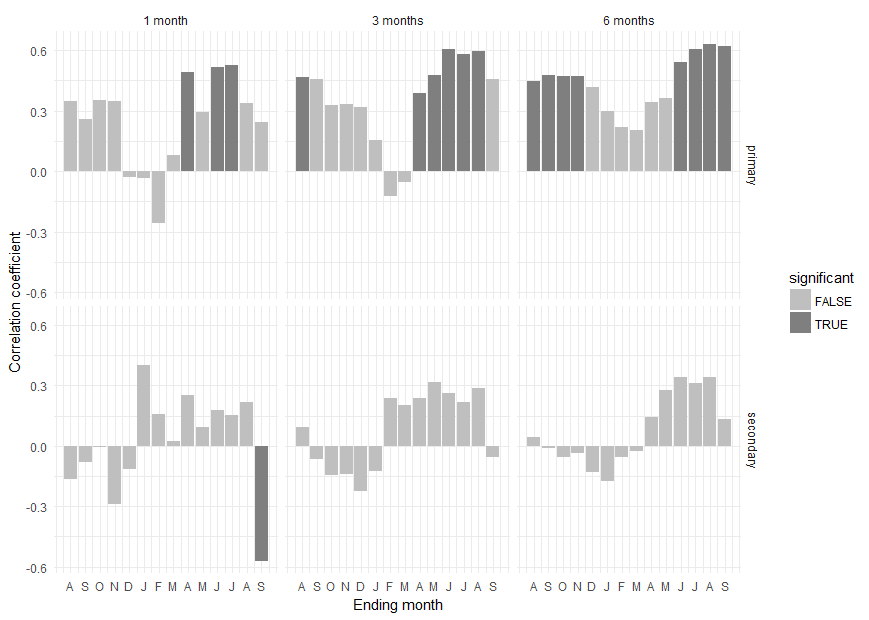 1 month 3 months 6 months
0.6
0.3
0.0
-0.3
-0.6
primary
0.6
0.3
0.0
-0.3
-0.6
secondary
Correlation coefficient
A S O N D J F M A M J J A S A S O N D J F M A M J J A S A S O N D J F M A M J J A S
Ending month
significant
FALSE
TRUE